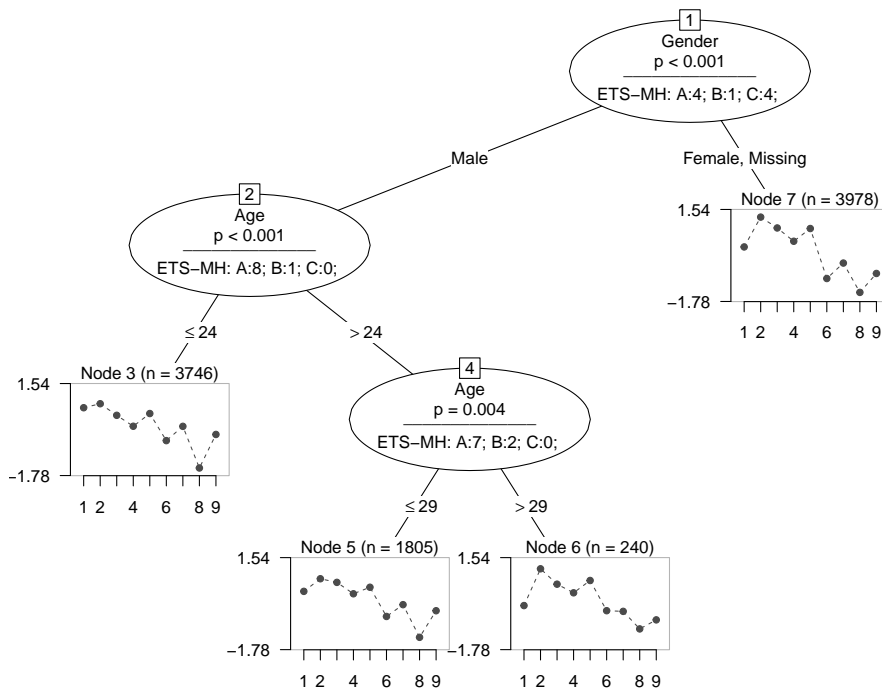 1
Gender
p < 0.001
ETS−MH: A:4; B:1; C:4;
Male
Female, Missing
2
Age
p < 0.001
ETS−MH: A:8; B:1; C:0;
Node 7 (n = 3978)
1.54
−1.78
1 2 4 6 8 9
≤ 24
> 24
Node 3 (n = 3746)
1.54
−1.78
1 2 4 6 8 9
4
Age
p = 0.004
ETS−MH: A:7; B:2; C:0;
≤ 29
> 29
Node 5 (n = 1805)
1.54
−1.78
1 2 4 6 8 9
Node 6 (n = 240)
1.54
−1.78
1 2 4 6 8 9